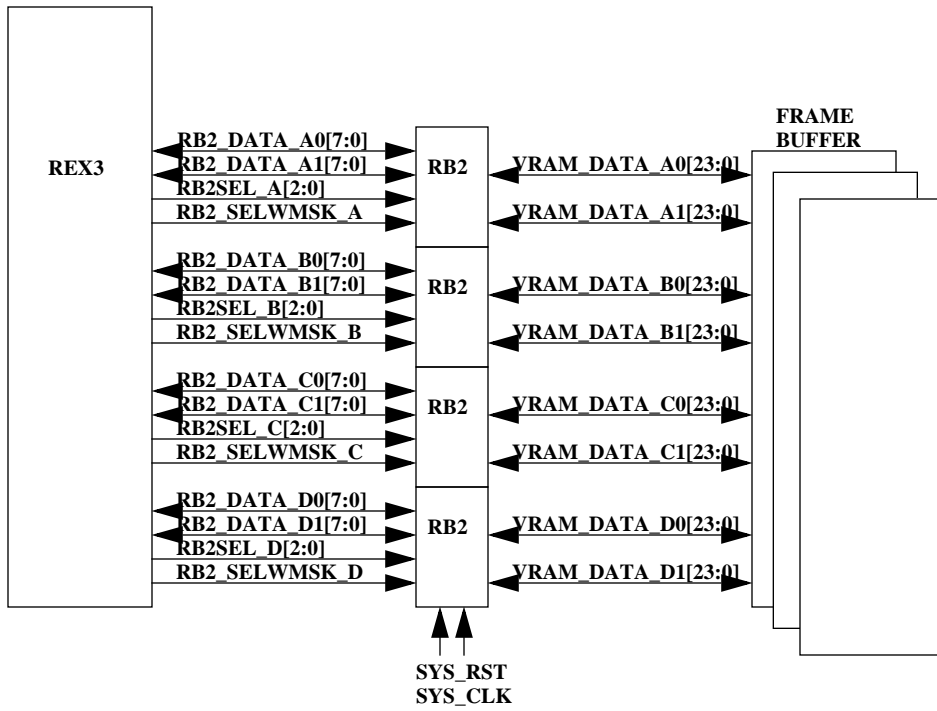 FRAME
BUFFER
REX3
RB2_DATA_A0[7:0]
RB2_DATA_A1[7:0]
RB2SEL_A[2:0]
RB2_SELWMSK_A
RB2
VRAM_DATA_A0[23:0]
VRAM_DATA_A1[23:0]
RB2_DATA_B0[7:0]
RB2_DATA_B1[7:0]
RB2SEL_B[2:0]
RB2_SELWMSK_B
RB2
VRAM_DATA_B0[23:0]
VRAM_DATA_B1[23:0]
RB2_DATA_C0[7:0]
RB2_DATA_C1[7:0]
RB2SEL_C[2:0]
RB2_SELWMSK_C
RB2
VRAM_DATA_C0[23:0]
VRAM_DATA_C1[23:0]
RB2_DATA_D0[7:0]
RB2_DATA_D1[7:0]
RB2SEL_D[2:0]
RB2_SELWMSK_D
RB2
VRAM_DATA_D0[23:0]
VRAM_DATA_D1[23:0]
SYS_RST
SYS_CLK